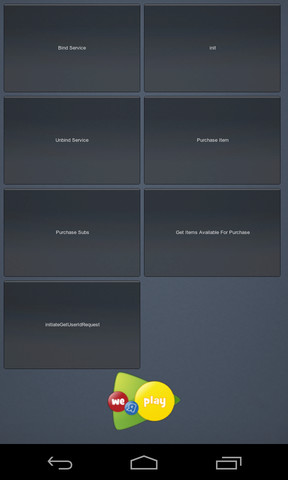 Bind Service
init
Unbind Service
Purchase Item
Purchase Subs
Get Items Available For Purchase
initiateGetUserIdRequest
we
play